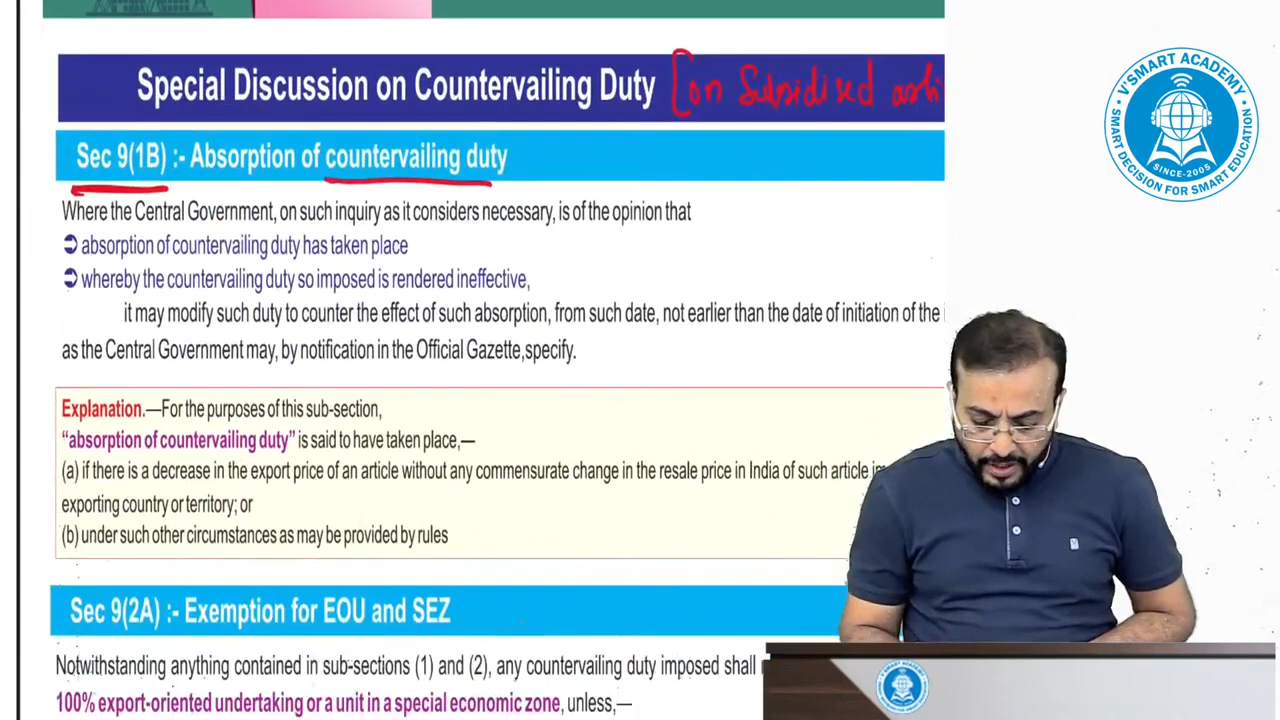 Special Discussion on Countervailing Duty [on Subsidised
Sec 9(1B) :- Absorption of countervailing duty
Where the Central Government, on such inquiry as it considers necessary, is of the opinion that
➲ absorption of countervailing duty has taken place
➲ whereby the countervailing duty so imposed is rendered ineffective,
it may modify such duty to counter the effect of such absorption, from such date, not earlier than the date of initiation of the
as the Central Government may, by notification in the Official Gazette,specify.
Explanation.—For the purposes of this sub-section,
“absorption of countervailing duty” is said to have taken place,—
(a) if there is a decrease in the export price of an article without any commensurate change in the resale price in India of such article
exporting country or territory; or
(b) under such other circumstances as may be provided by rules
Sec 9(2A) :- Exemption for EOU and SEZ
Notwithstanding anything contained in sub-sections (1) and (2), any countervailing duty imposed shall
100% export-oriented undertaking or a unit in a special economic zone, unless,—
V'SMART ACADEMY
SINCE-2005
SMART DECISION FOR SMART EDUCATION